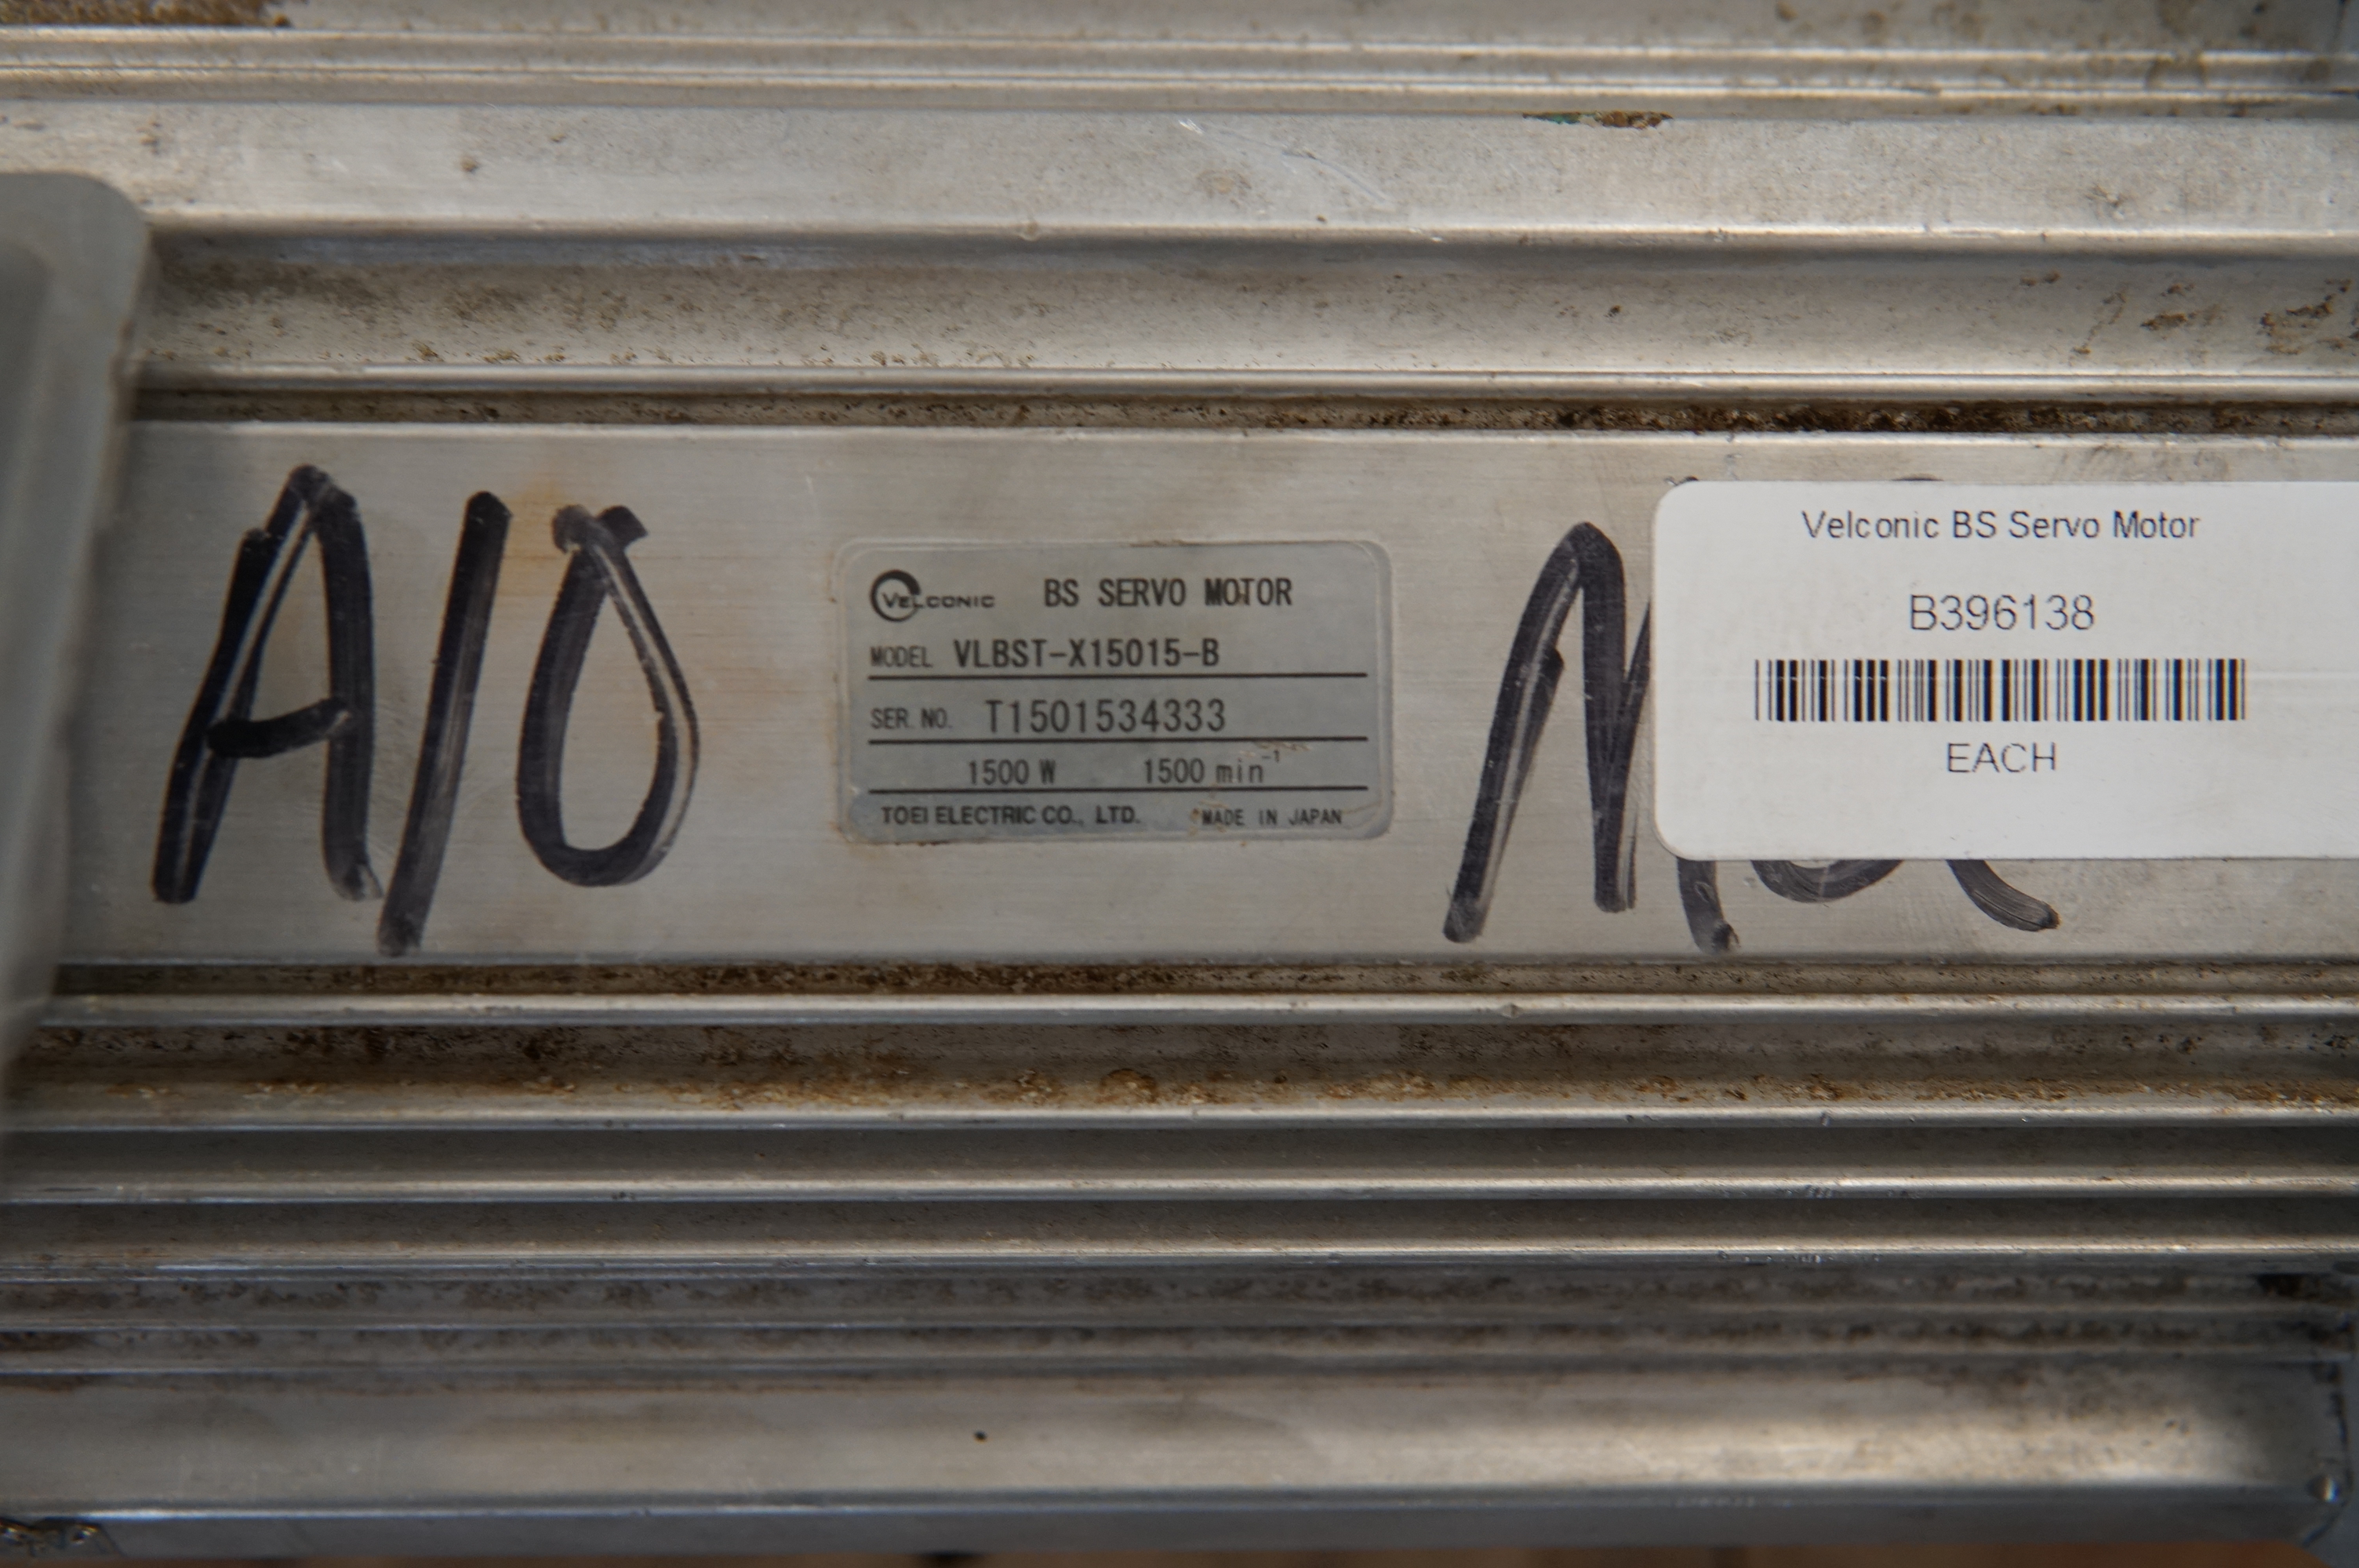 A10
VELCONIC BS SERVO MOTOR
MODEL VLBST-X15015-B
SER. NO. T1501534333
1500 W 1500 min⁻¹
TOEI ELECTRIC CO., LTD. MADE IN JAPAN
Velconic BS Servo Motor
B396138
EACH